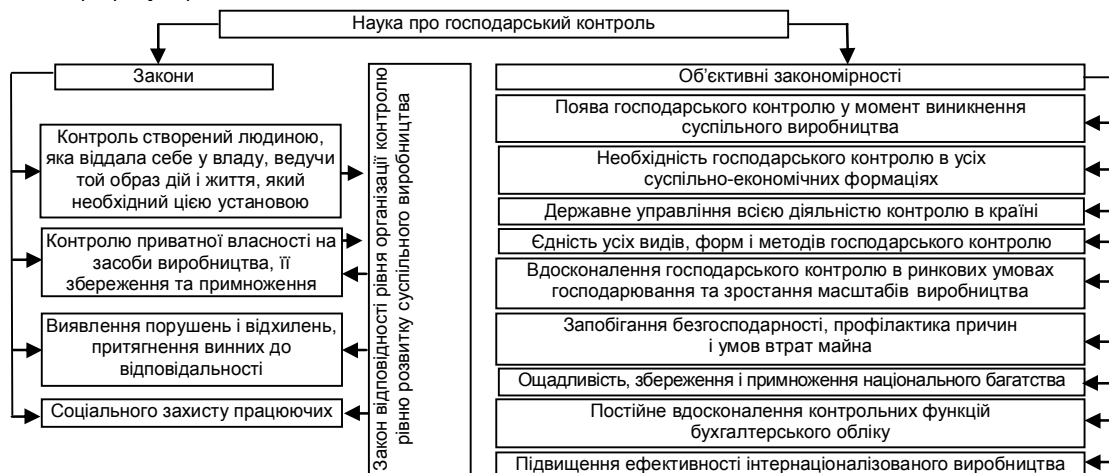 Наука про господарський контроль
Закони
Контроль створений людиною,
яка віддала себе у владу, ведучи
той образ дій і життя, який
необхідний цією установою
Контролю приватної власності на
засоби виробництва, її
збереження та примноження
Виявлення порушень і відхилень,
притягнення винних до
відповідальності
Соціального захисту працюючих
Закон відповідності рівня організації контролю
рівню розвитку суспільного виробництва
Об’єктивні закономірності
Поява господарського контролю у момент виникнення
суспільного виробництва
Необхідність господарського контролю в усіх
суспільно-економічних формаціях
Державне управління всією діяльністю контролю в країні
Єдність усіх видів, форм і методів господарського контролю
Вдосконалення господарського контролю в ринкових умовах
господарювання та зростання масштабів виробництва
Запобігання безгосподарності, профілактика причин
і умов втрат майна
Ощадливість, збереження і примноження національного багатства
Постійне вдосконалення контрольних функцій
бухгалтерського обліку
Підвищення ефективності інтернаціоналізованого виробництва